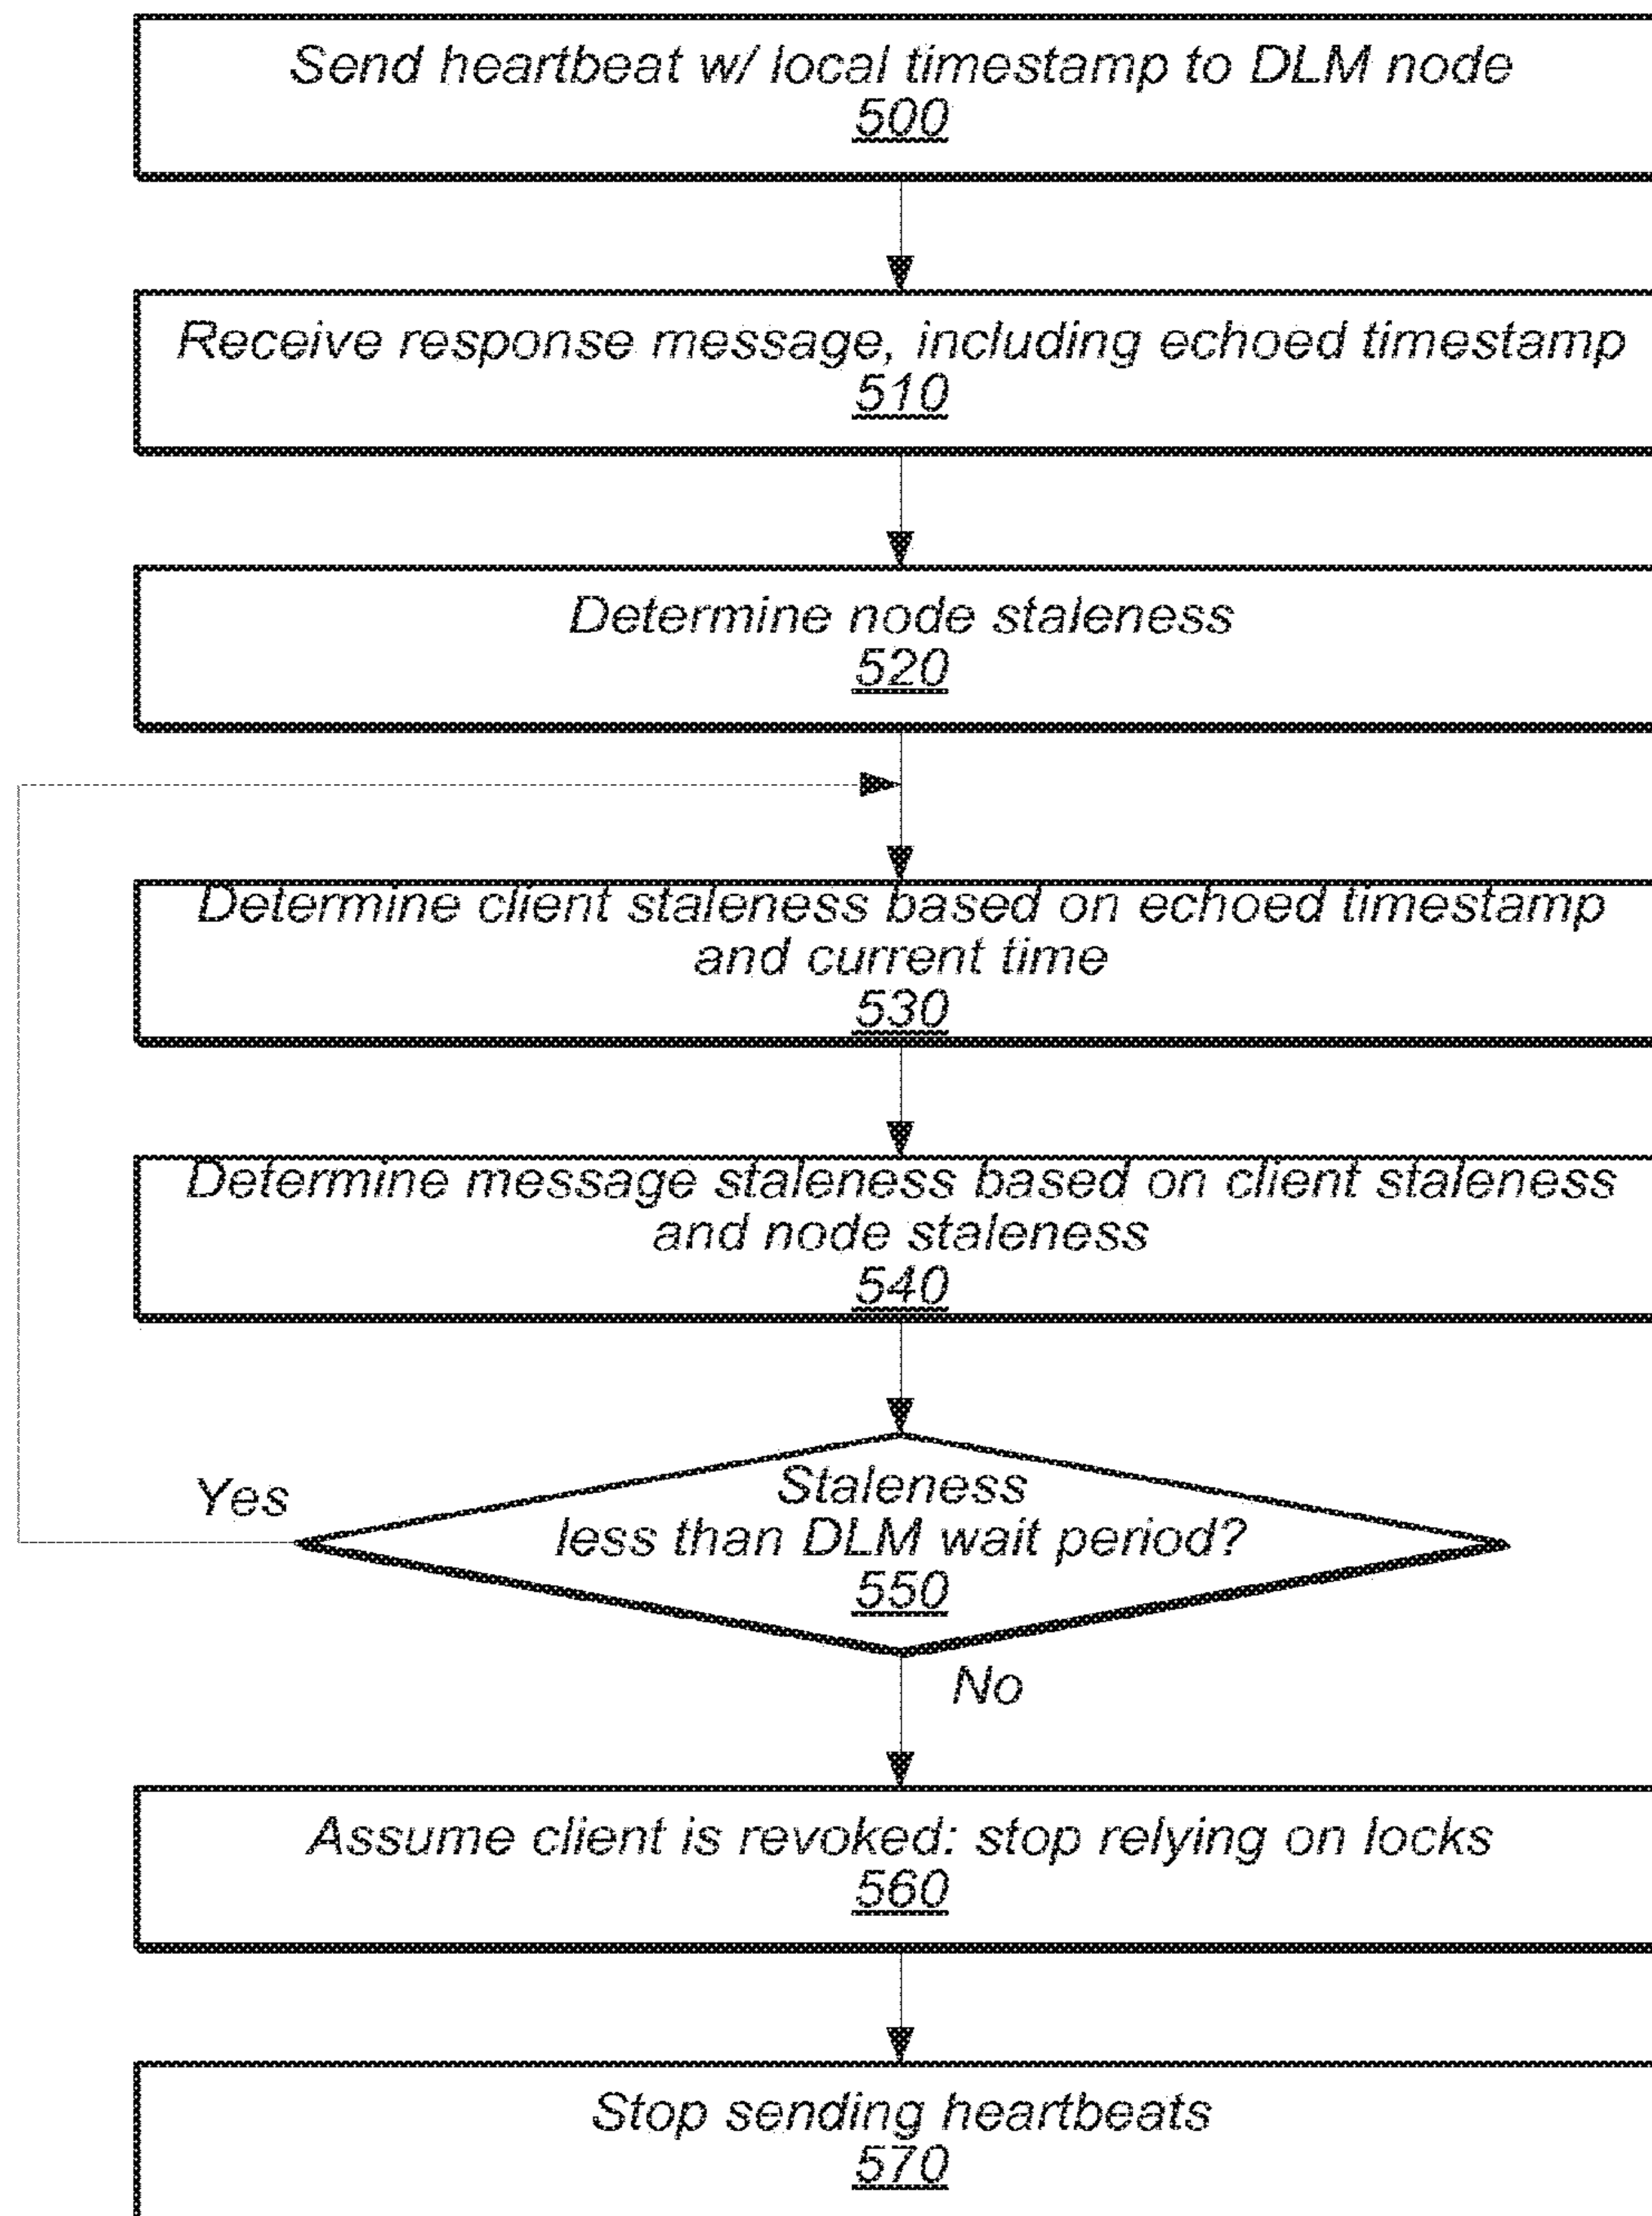 Send heartbeat w/ local timestamp to DLM node
500
Receive response message, including echoed timestamp
510
Determine node staleness
520
Determine client staleness based on echoed timestamp
and current time
530
Determine message staleness based on client staleness
and node staleness
540
Staleness
less than DLM wait period?
550
Yes
No
Assume client is revoked: stop relying on locks
560
Stop sending heartbeats
570